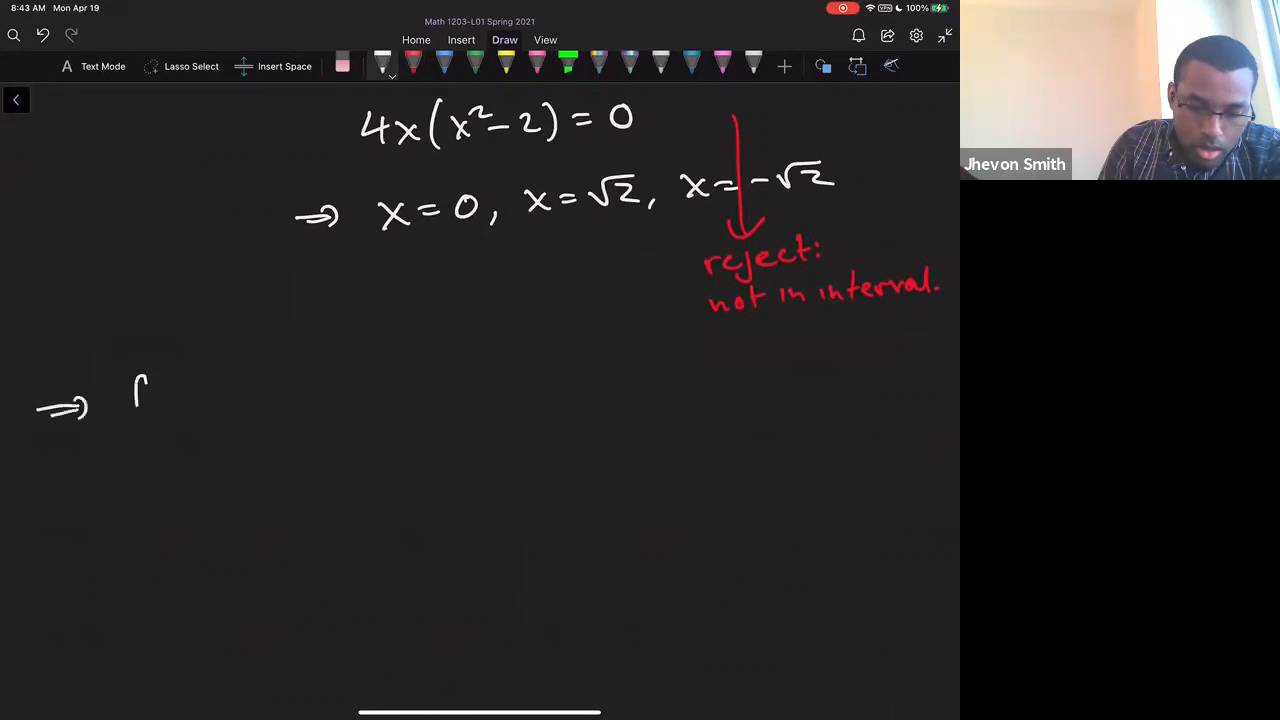 8:43 AM Mon Apr 19
100%
Math 1203-L01 Spring 2021
Home Insert Draw View
Text Mode Lasso Select Insert Space
4x(x²-2) = 0
⇒ x = 0, x = √2, x = -√2
reject:
not in interval.
⇒
Jhevon Smith